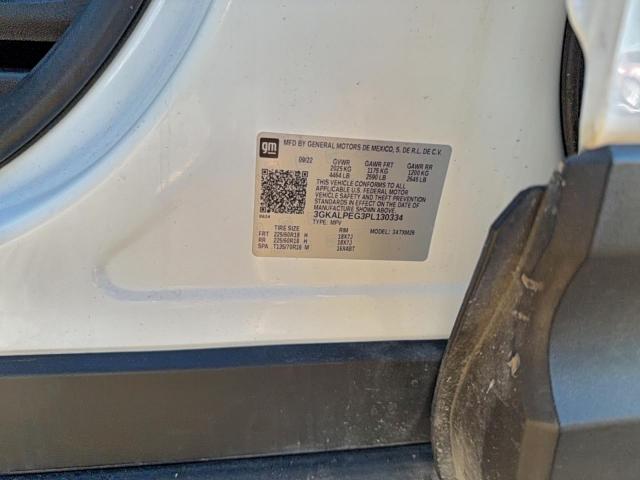 gm
MFD BY GENERAL MOTORS DE MEXICO, S. DE R.L. DE C.V.
09/22 GVWR GAWR FRT GAWR RR
2025 KG 1175 KG 1200 KG
4464 LB 2590 LB 2645 LB
THIS VEHICLE CONFORMS TO ALL
APPLICABLE U.S. FEDERAL MOTOR
VEHICLE SAFETY AND THEFT
PREVENTION STANDARDS IN EFFECT
ON THE DATE OF MANUFACTURE
SHOWN ABOVE.
3GKALPEG3PL130334
TYPE: MPV
TIRE SIZE RIM MODEL: 3ATXM26
FRT 225/60R18 H 18X7J
RR 225/60R18 H 18X7J
SPA T135/70R16 M 16X4BT